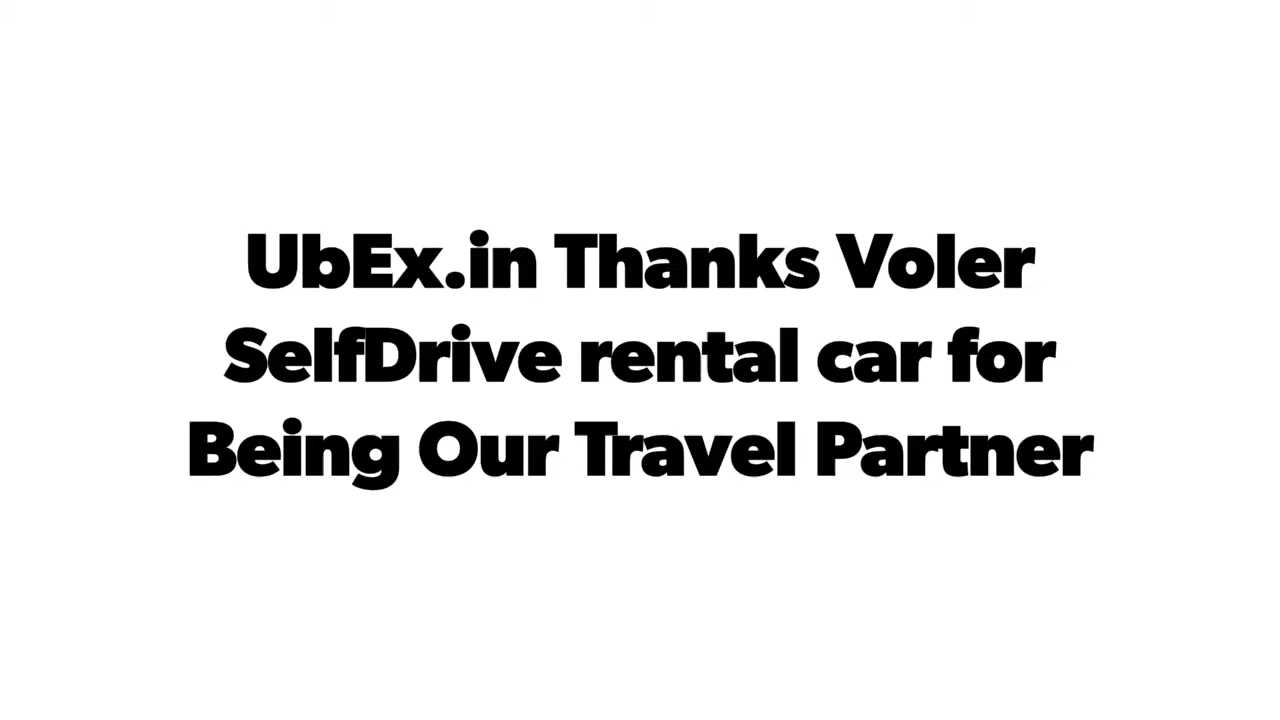 UbEx.in Thanks Voler
SelfDrive rental car for
Being Our Travel Partner